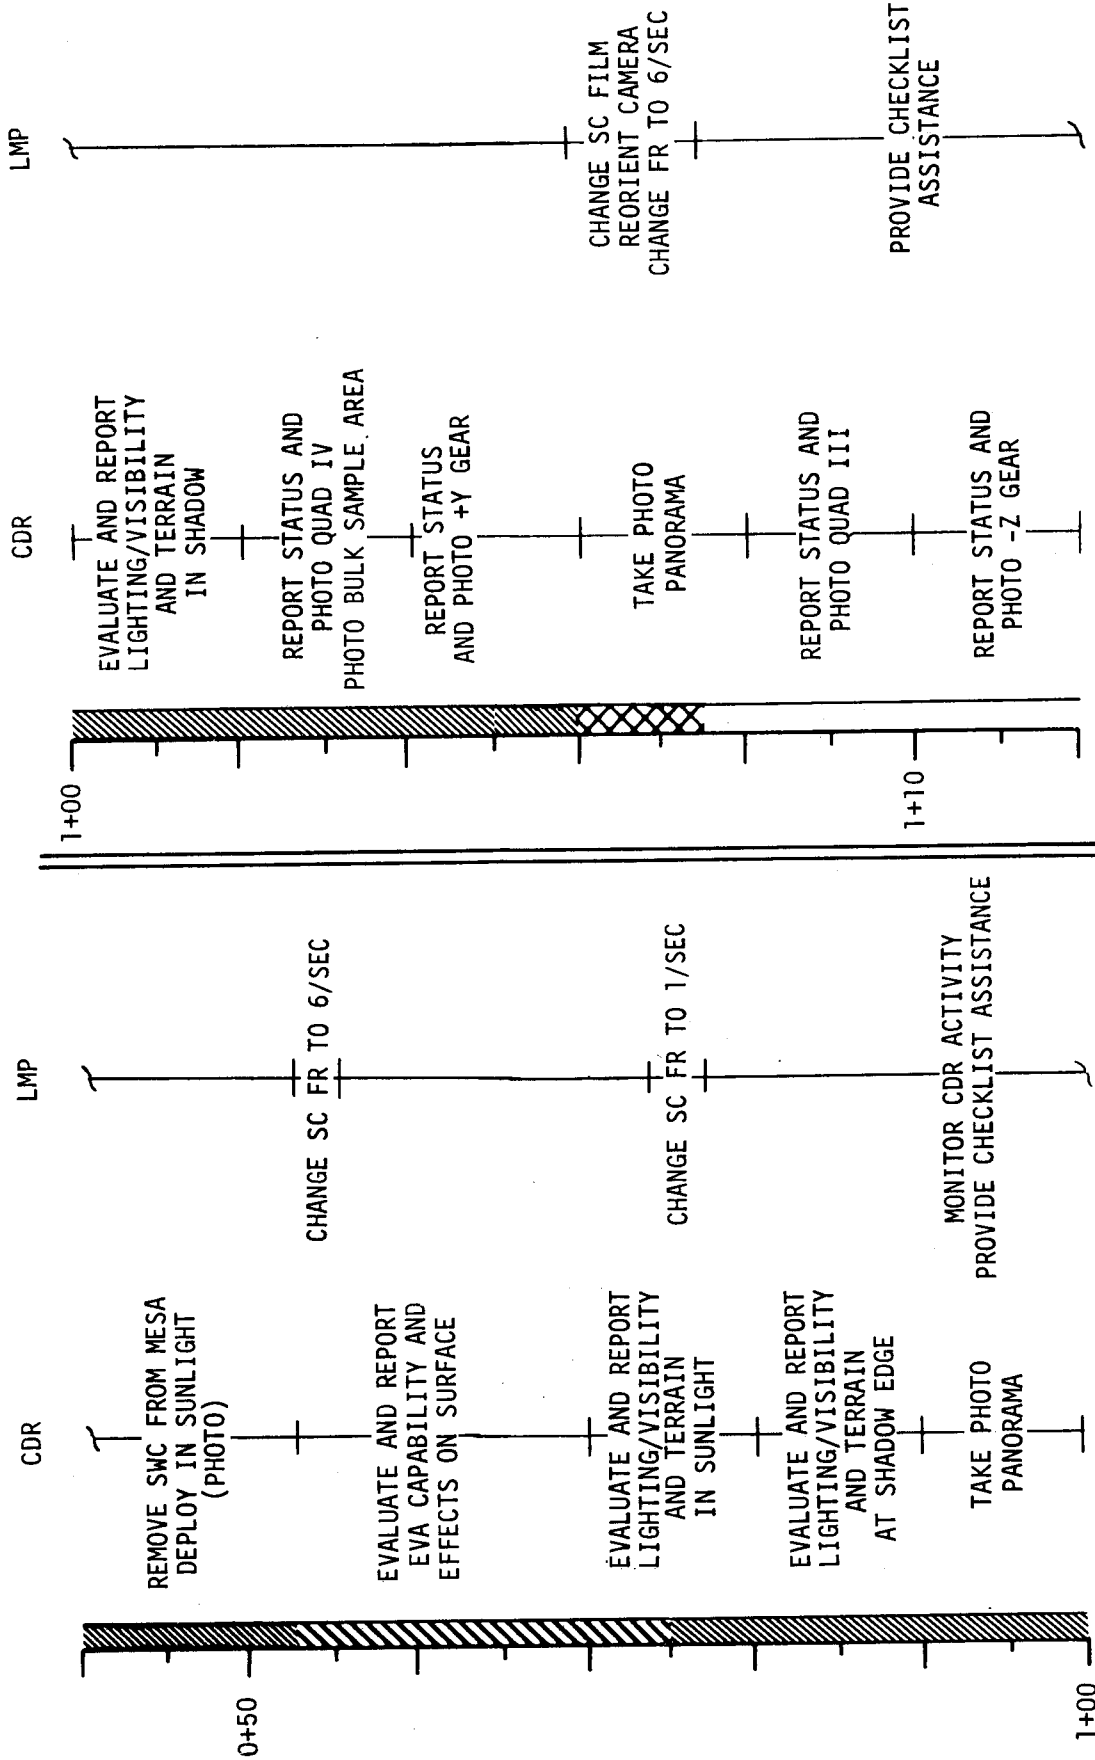 CDR
LMP
0+50
REMOVE SWC FROM MESA
DEPLOY IN SUNLIGHT
(PHOTO)
CHANGE SC FR TO 6/SEC
EVALUATE AND REPORT
EVA CAPABILITY AND
EFFECTS ON SURFACE
EVALUATE AND REPORT
LIGHTING/VISIBILITY
AND TERRAIN
IN SUNLIGHT
CHANGE SC FR TO 1/SEC
EVALUATE AND REPORT
LIGHTING/VISIBILITY
AND TERRAIN
AT SHADOW EDGE
TAKE PHOTO
PANORAMA
MONITOR CDR ACTIVITY
PROVIDE CHECKLIST ASSISTANCE
1+00
CDR
LMP
1+00
EVALUATE AND REPORT
LIGHTING/VISIBILITY
AND TERRAIN
IN SHADOW
REPORT STATUS AND
PHOTO QUAD IV
PHOTO BULK SAMPLE AREA
REPORT STATUS
AND PHOTO +Y GEAR
TAKE PHOTO
PANORAMA
CHANGE SC FILM
REORIENT CAMERA
CHANGE FR TO 6/SEC
REPORT STATUS AND
PHOTO QUAD III
1+10
REPORT STATUS AND
PHOTO -Z GEAR
PROVIDE CHECKLIST
ASSISTANCE